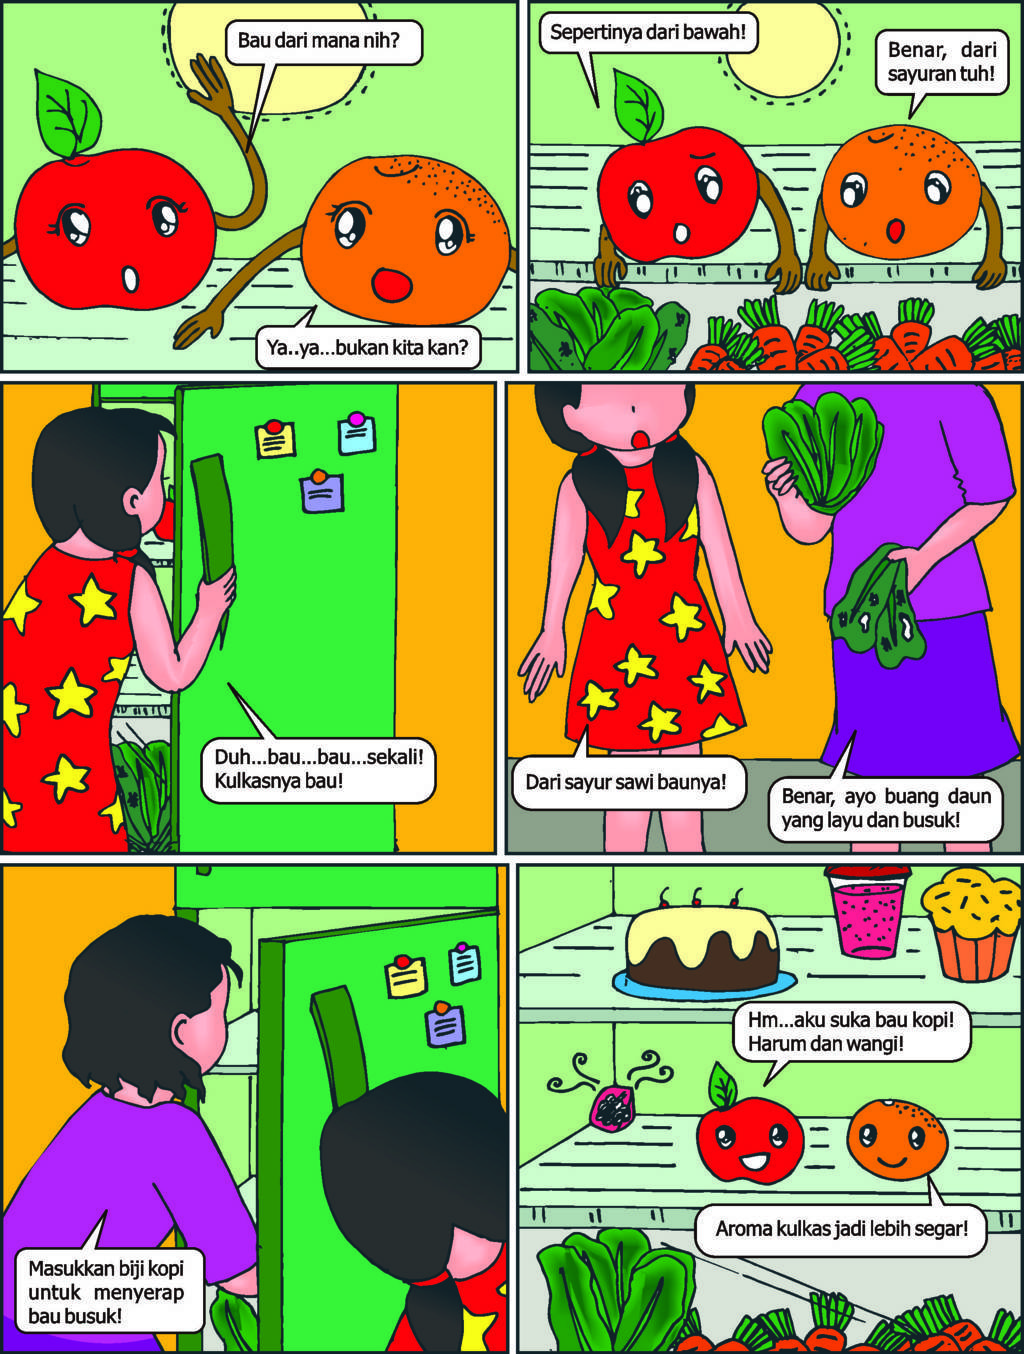 Bau dari mana nih?
Ya..ya...bukan kita kan?
Sepertinya dari bawah!
Benar, dari
sayuran tuh!
Duh...bau...bau...sekali!
Kulkasnya bau!
Dari sayur sawi baunya!
Benar, ayo buang daun
yang layu dan busuk!
Masukkan biji kopi
untuk menyerap
bau busuk!
Hm...aku suka bau kopi!
Harum dan wangi!
Aroma kulkas jadi lebih segar!